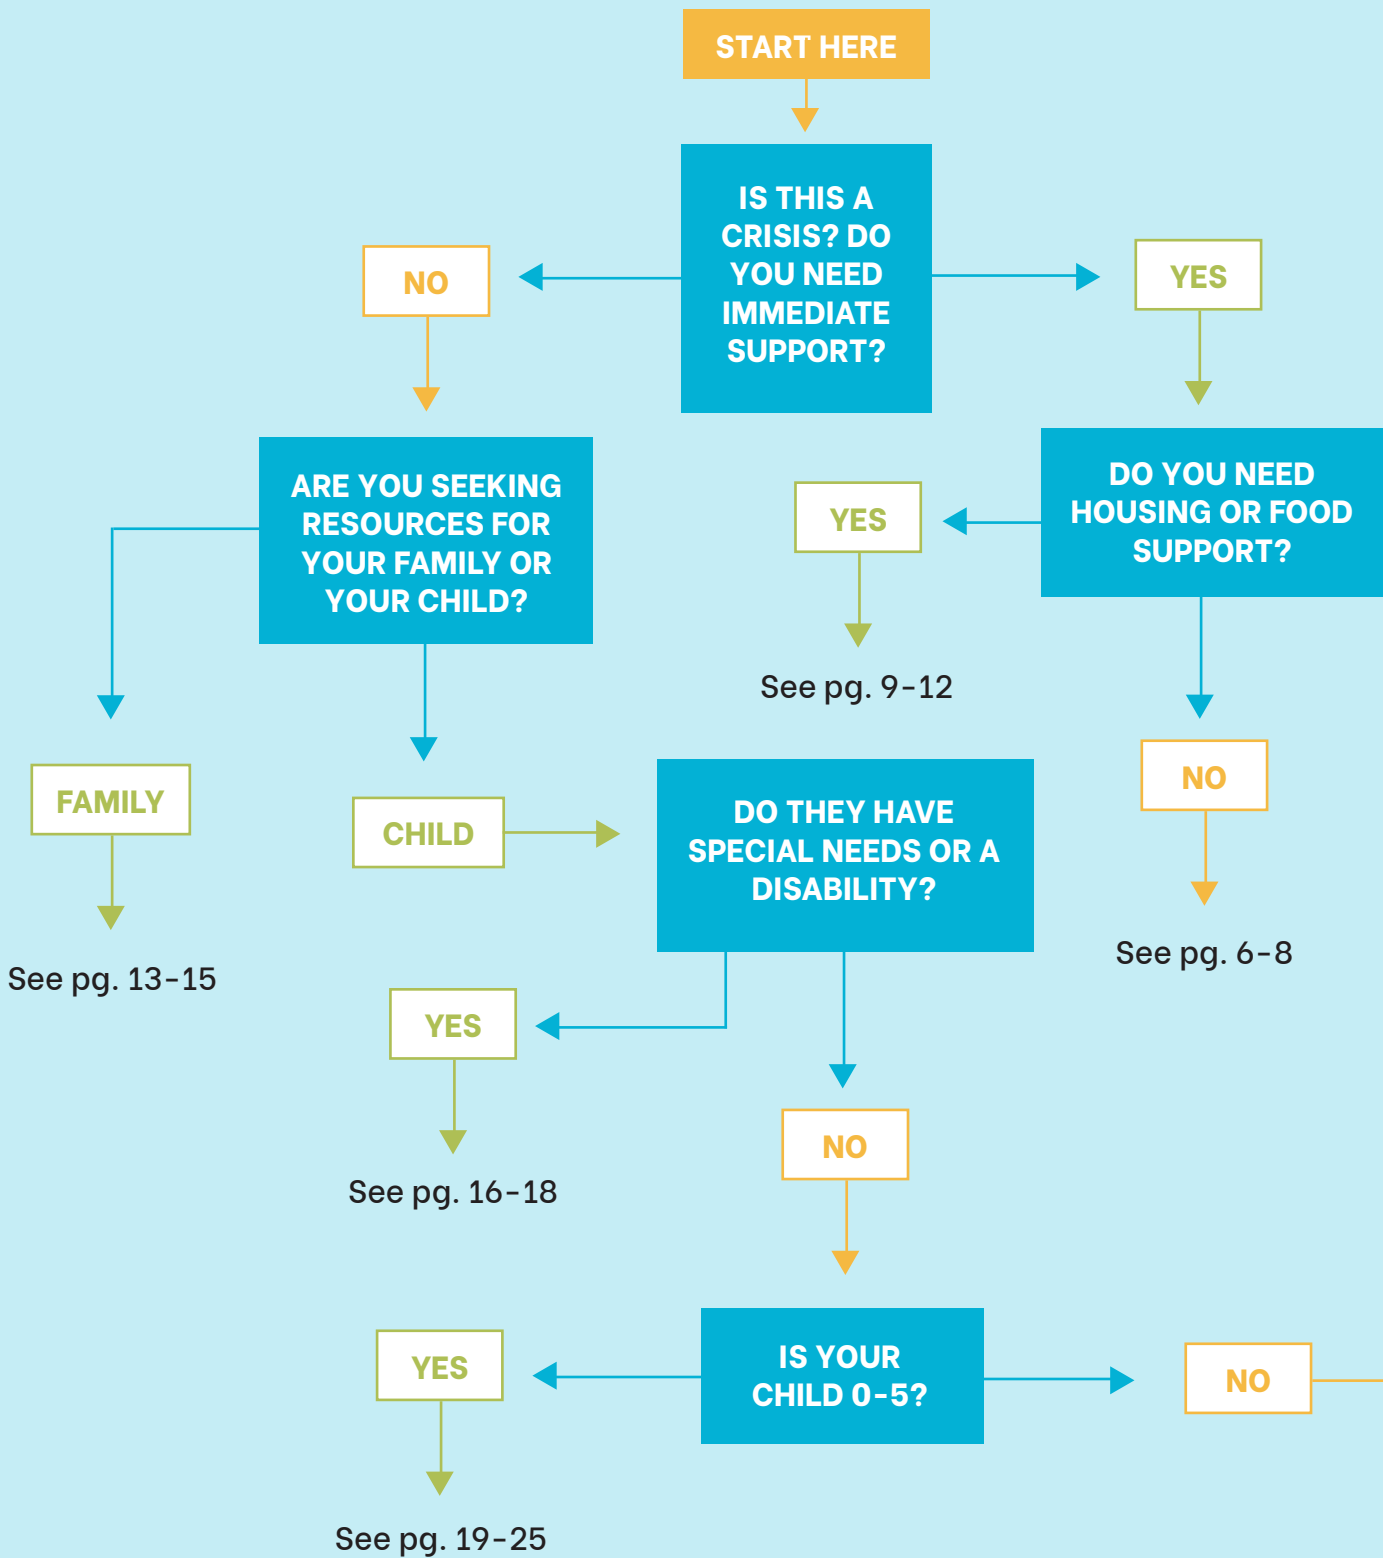 START HERE
IS THIS A
CRISIS? DO
YOU NEED
IMMEDIATE
SUPPORT?
NO
YES
ARE YOU SEEKING
RESOURCES FOR
YOUR FAMILY OR
YOUR CHILD?
YES
DO YOU NEED
HOUSING OR FOOD
SUPPORT?
See pg. 9–12
FAMILY
CHILD
DO THEY HAVE
SPECIAL NEEDS OR A
DISABILITY?
NO
See pg. 13–15
See pg. 6–8
YES
NO
See pg. 16–18
YES
IS YOUR
CHILD 0-5?
NO
See pg. 19–25